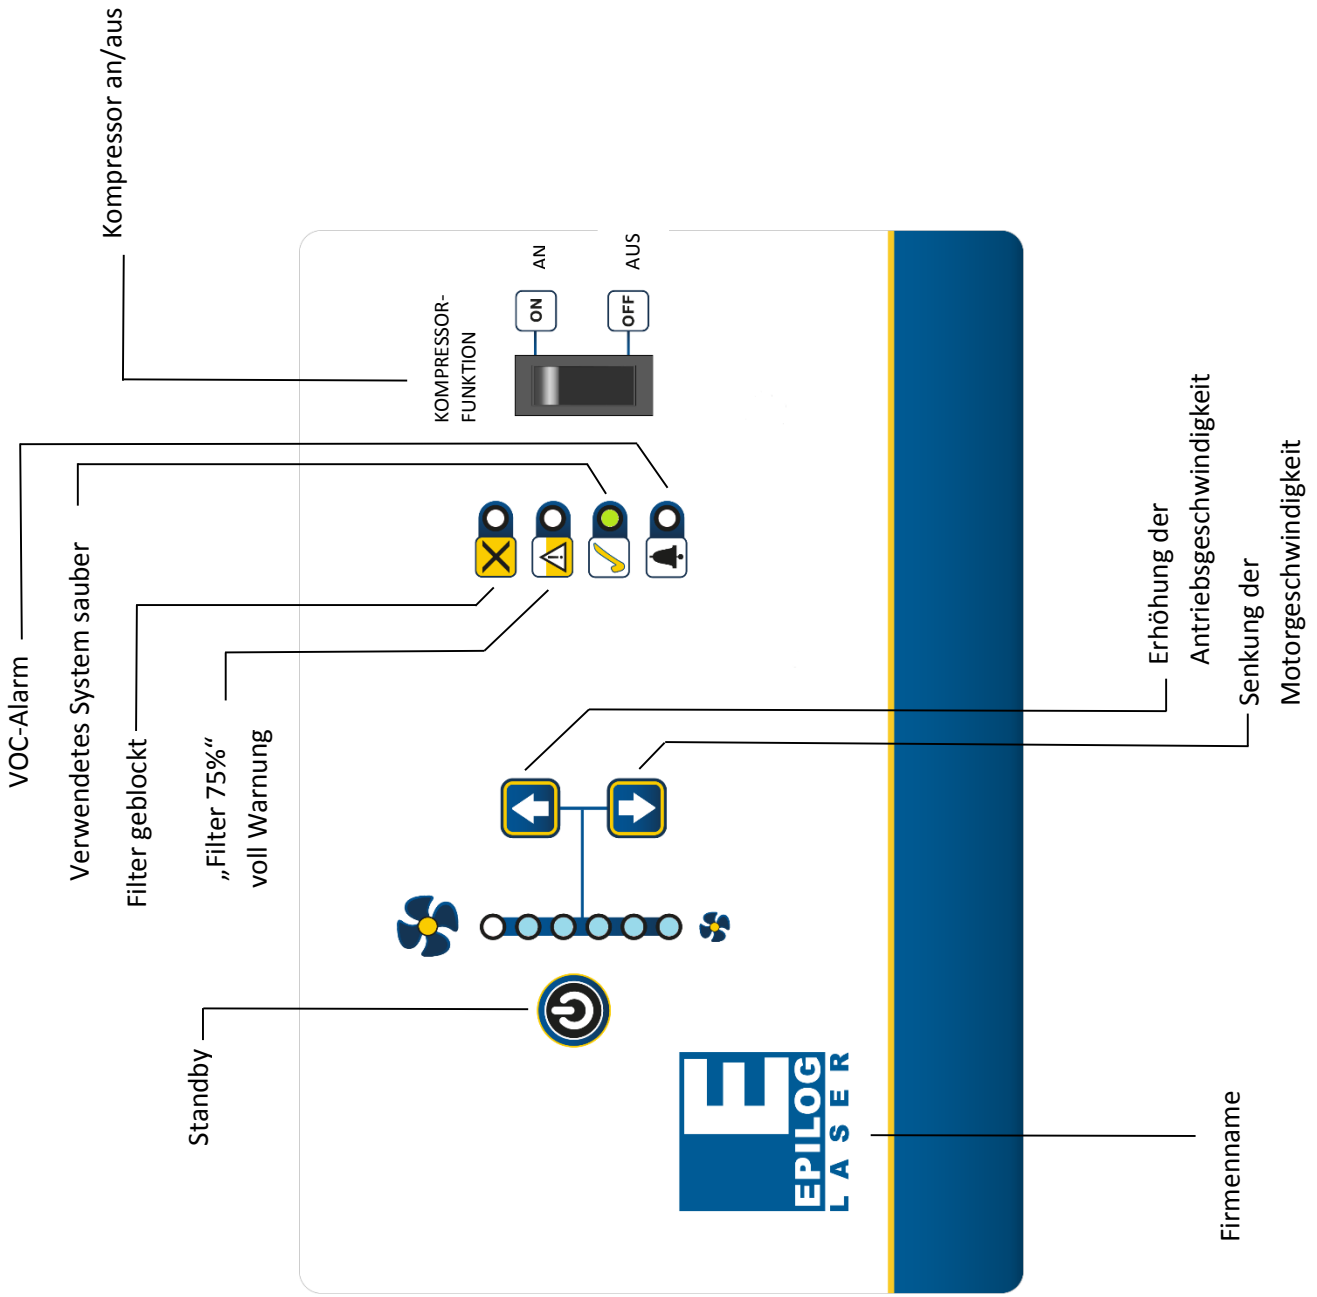 VOC-Alarm
Verwendetes System sauber
Filter geblockt
„Filter 75%“
voll Warnung
Standby
Kompressor an/aus
KOMPRESSOR-
FUNKTION
ON
AN
OFF
AUS
EPILOG
LASER
Erhöhung der
Antriebsgeschwindigkeit
Senkung der
Motorgeschwindigkeit
Firmenname